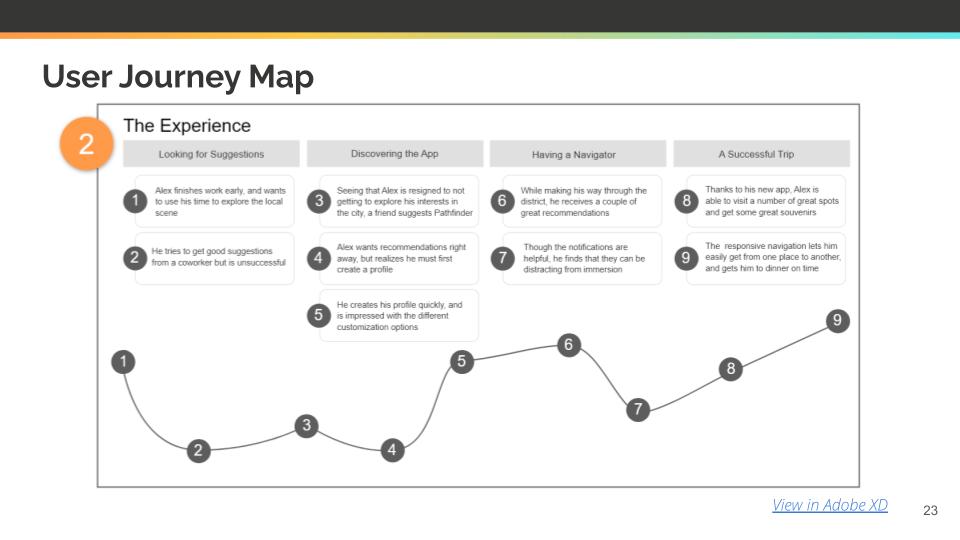 User Journey Map
2
The Experience
Looking for Suggestions
Discovering the App
Having a Navigator
A Successful Trip
1
Alex finishes work early, and wants
to use his time to explore the local
scene
2
He tries to get good suggestions
from a coworker but is unsuccessful
3
Seeing that Alex is resigned to not
getting to explore his interests in
the city, a friend suggests Pathfinder
4
Alex wants recommendations right
away, but realizes he must first
create a profile
5
He creates his profile quickly, and
is impressed with the different
customization options
6
While making his way through the
district, he receives a couple of
great recommendations
7
Though the notifications are
helpful, he finds that they can be
distracting from immersion
8
Thanks to his new app, Alex is
able to visit a number of great spots
and get some great souvenirs
9
The responsive navigation lets him
easily get from one place to another,
and gets him to dinner on time
1
2
3
4
5
6
7
8
9
View in Adobe XD
23